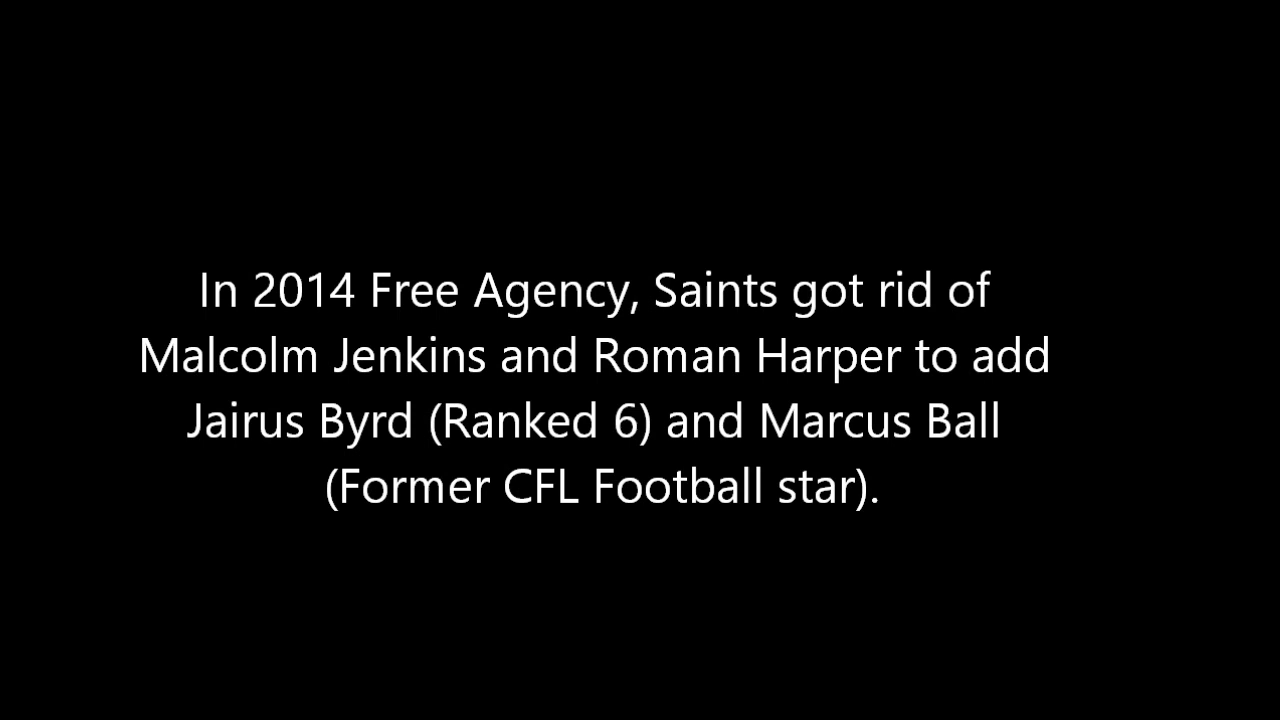 In 2014 Free Agency, Saints got rid of
Malcolm Jenkins and Roman Harper to add
Jairus Byrd (Ranked 6) and Marcus Ball
(Former CFL Football star).